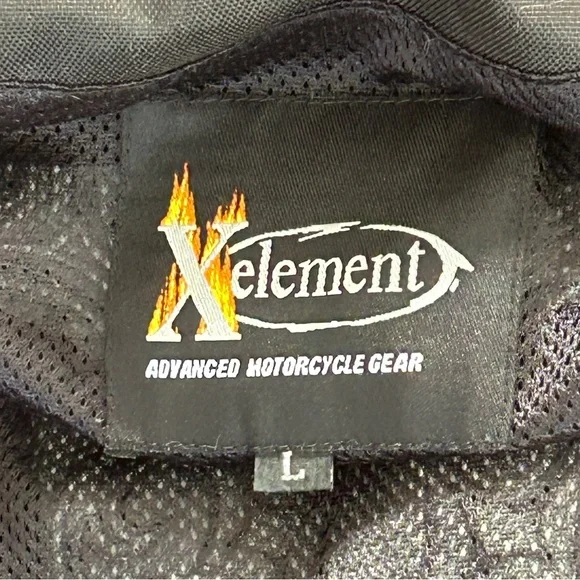 Xelement
ADVANCED MOTORCYCLE GEAR
L